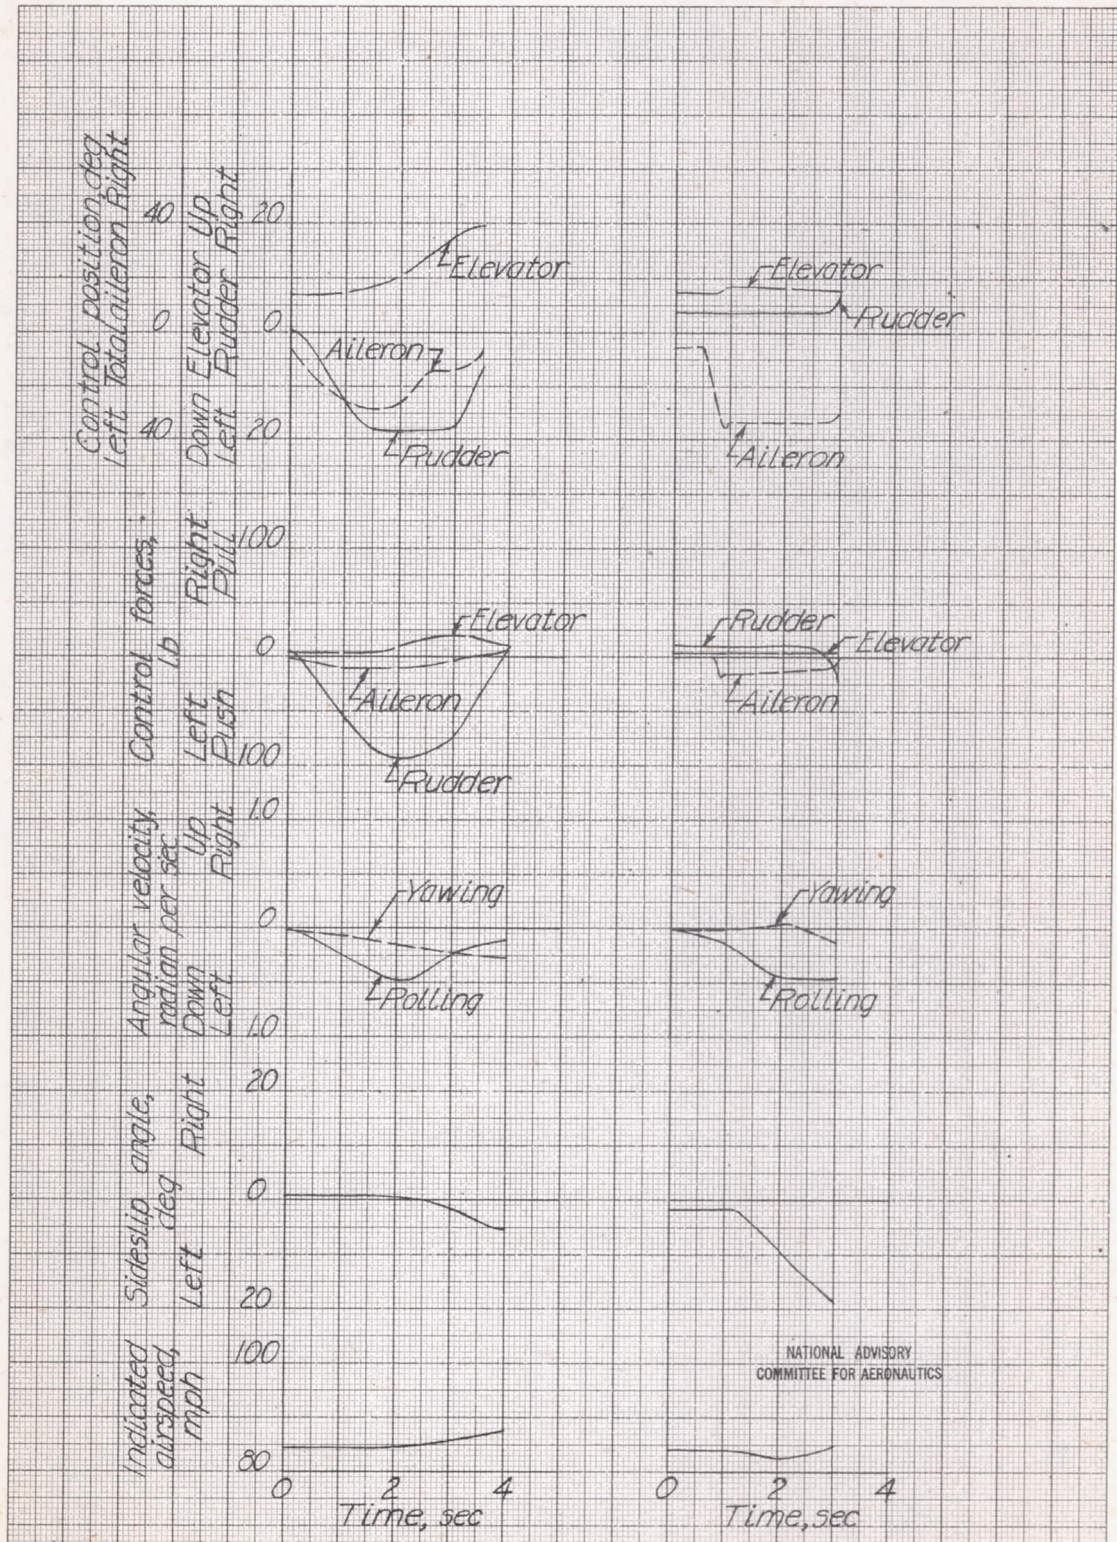 Control position, deg
Left Total aileron Right
40
0
40
Down Elevator Up
Left Rudder Right
20
0
20
Elevator
Aileron
Rudder
Elevator
Rudder
Aileron
Control forces,
lb
Left Right
Push Pull
100
0
100
Elevator
Aileron
Rudder
Rudder
Elevator
Aileron
Angular velocity,
radian per sec
Down Up
Left Right
1.0
0
1.0
Yawing
Rolling
Yawing
Rolling
Sideslip angle,
deg
Left Right
20
0
20
Indicated
airspeed,
mph
100
80
NATIONAL ADVISORY
COMMITTEE FOR AERONAUTICS
0 2 4
Time, sec
0 2 4
Time, sec